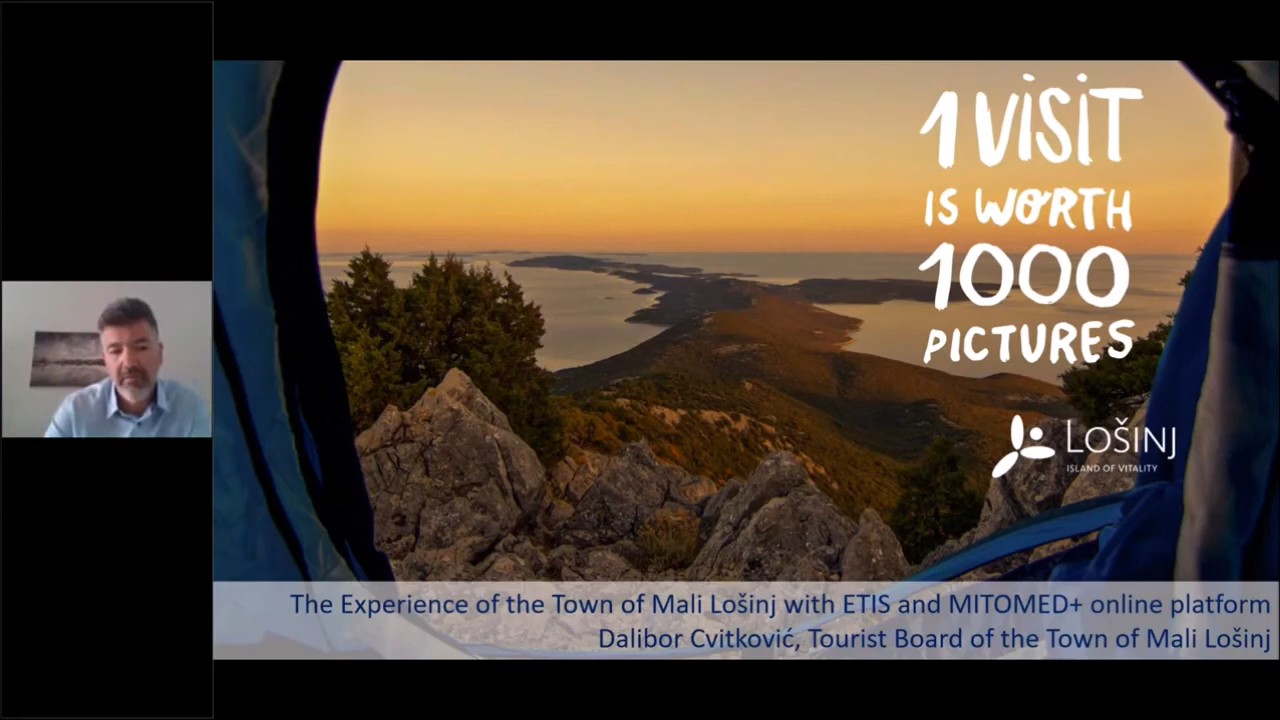 1 VISIT
IS WORTH
1000
PICTURES
LOŠINJ
ISLAND OF VITALITY
The Experience of the Town of Mali Lošinj with ETIS and MITOMED+ online platform
Dalibor Cvitković, Tourist Board of the Town of Mali Lošinj